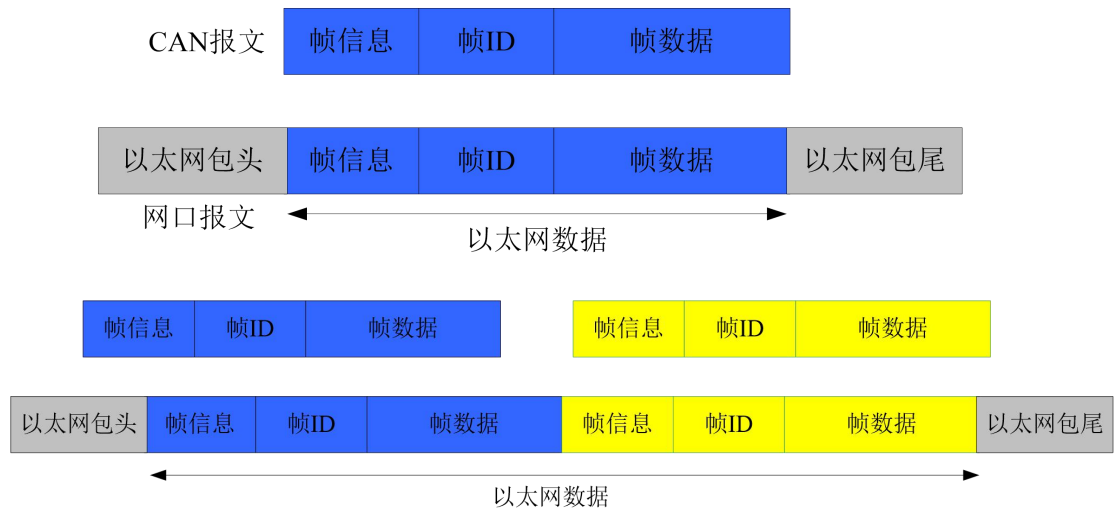 CAN报文 帧信息 帧ID 帧数据
以太网包头 帧信息 帧ID 帧数据 以太网包尾
网口报文
以太网数据
帧信息 帧ID 帧数据 帧信息 帧ID 帧数据
以太网包头 帧信息 帧ID 帧数据 帧信息 帧ID 帧数据 以太网包尾
以太网数据